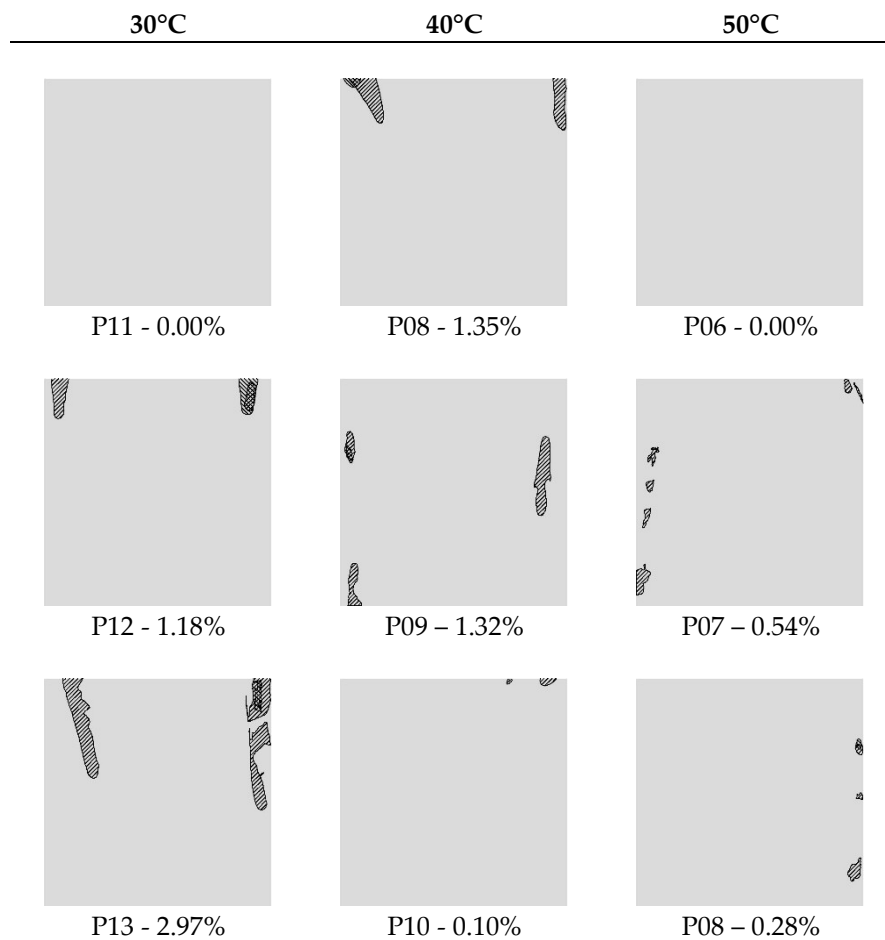 30°C 40°C 50°C
P11 - 0.00% P08 - 1.35% P06 - 0.00%
P12 - 1.18% P09 – 1.32% P07 – 0.54%
P13 - 2.97% P10 - 0.10% P08 – 0.28%